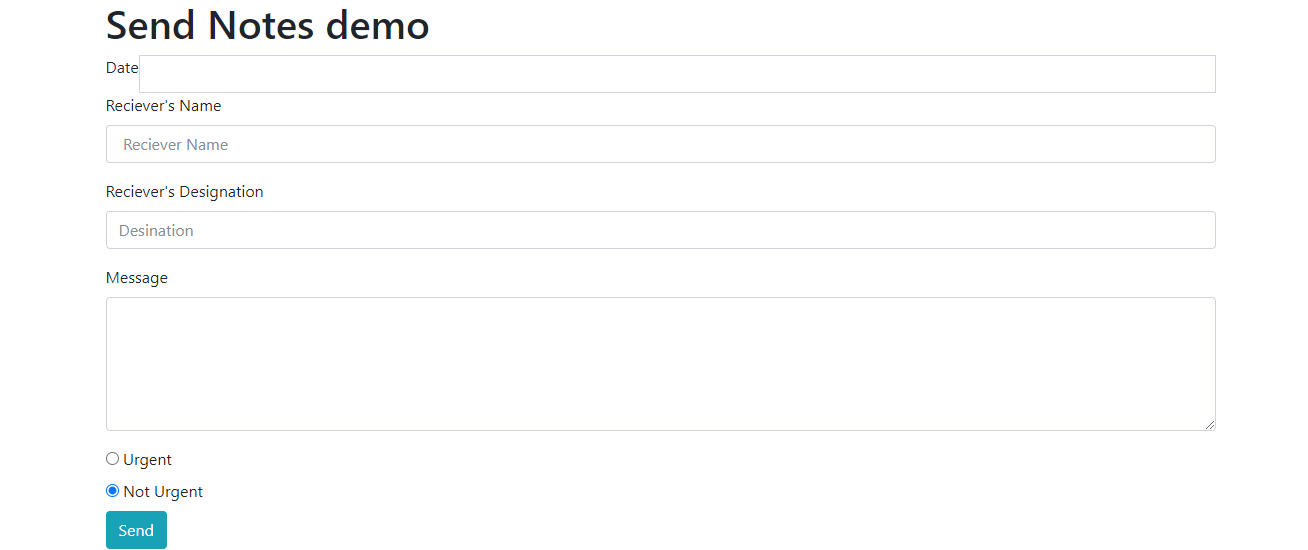 Send Notes demo
Date
Reciever's Name
Reciever Name
Reciever's Designation
Desination
Message
Urgent
Not Urgent
Send